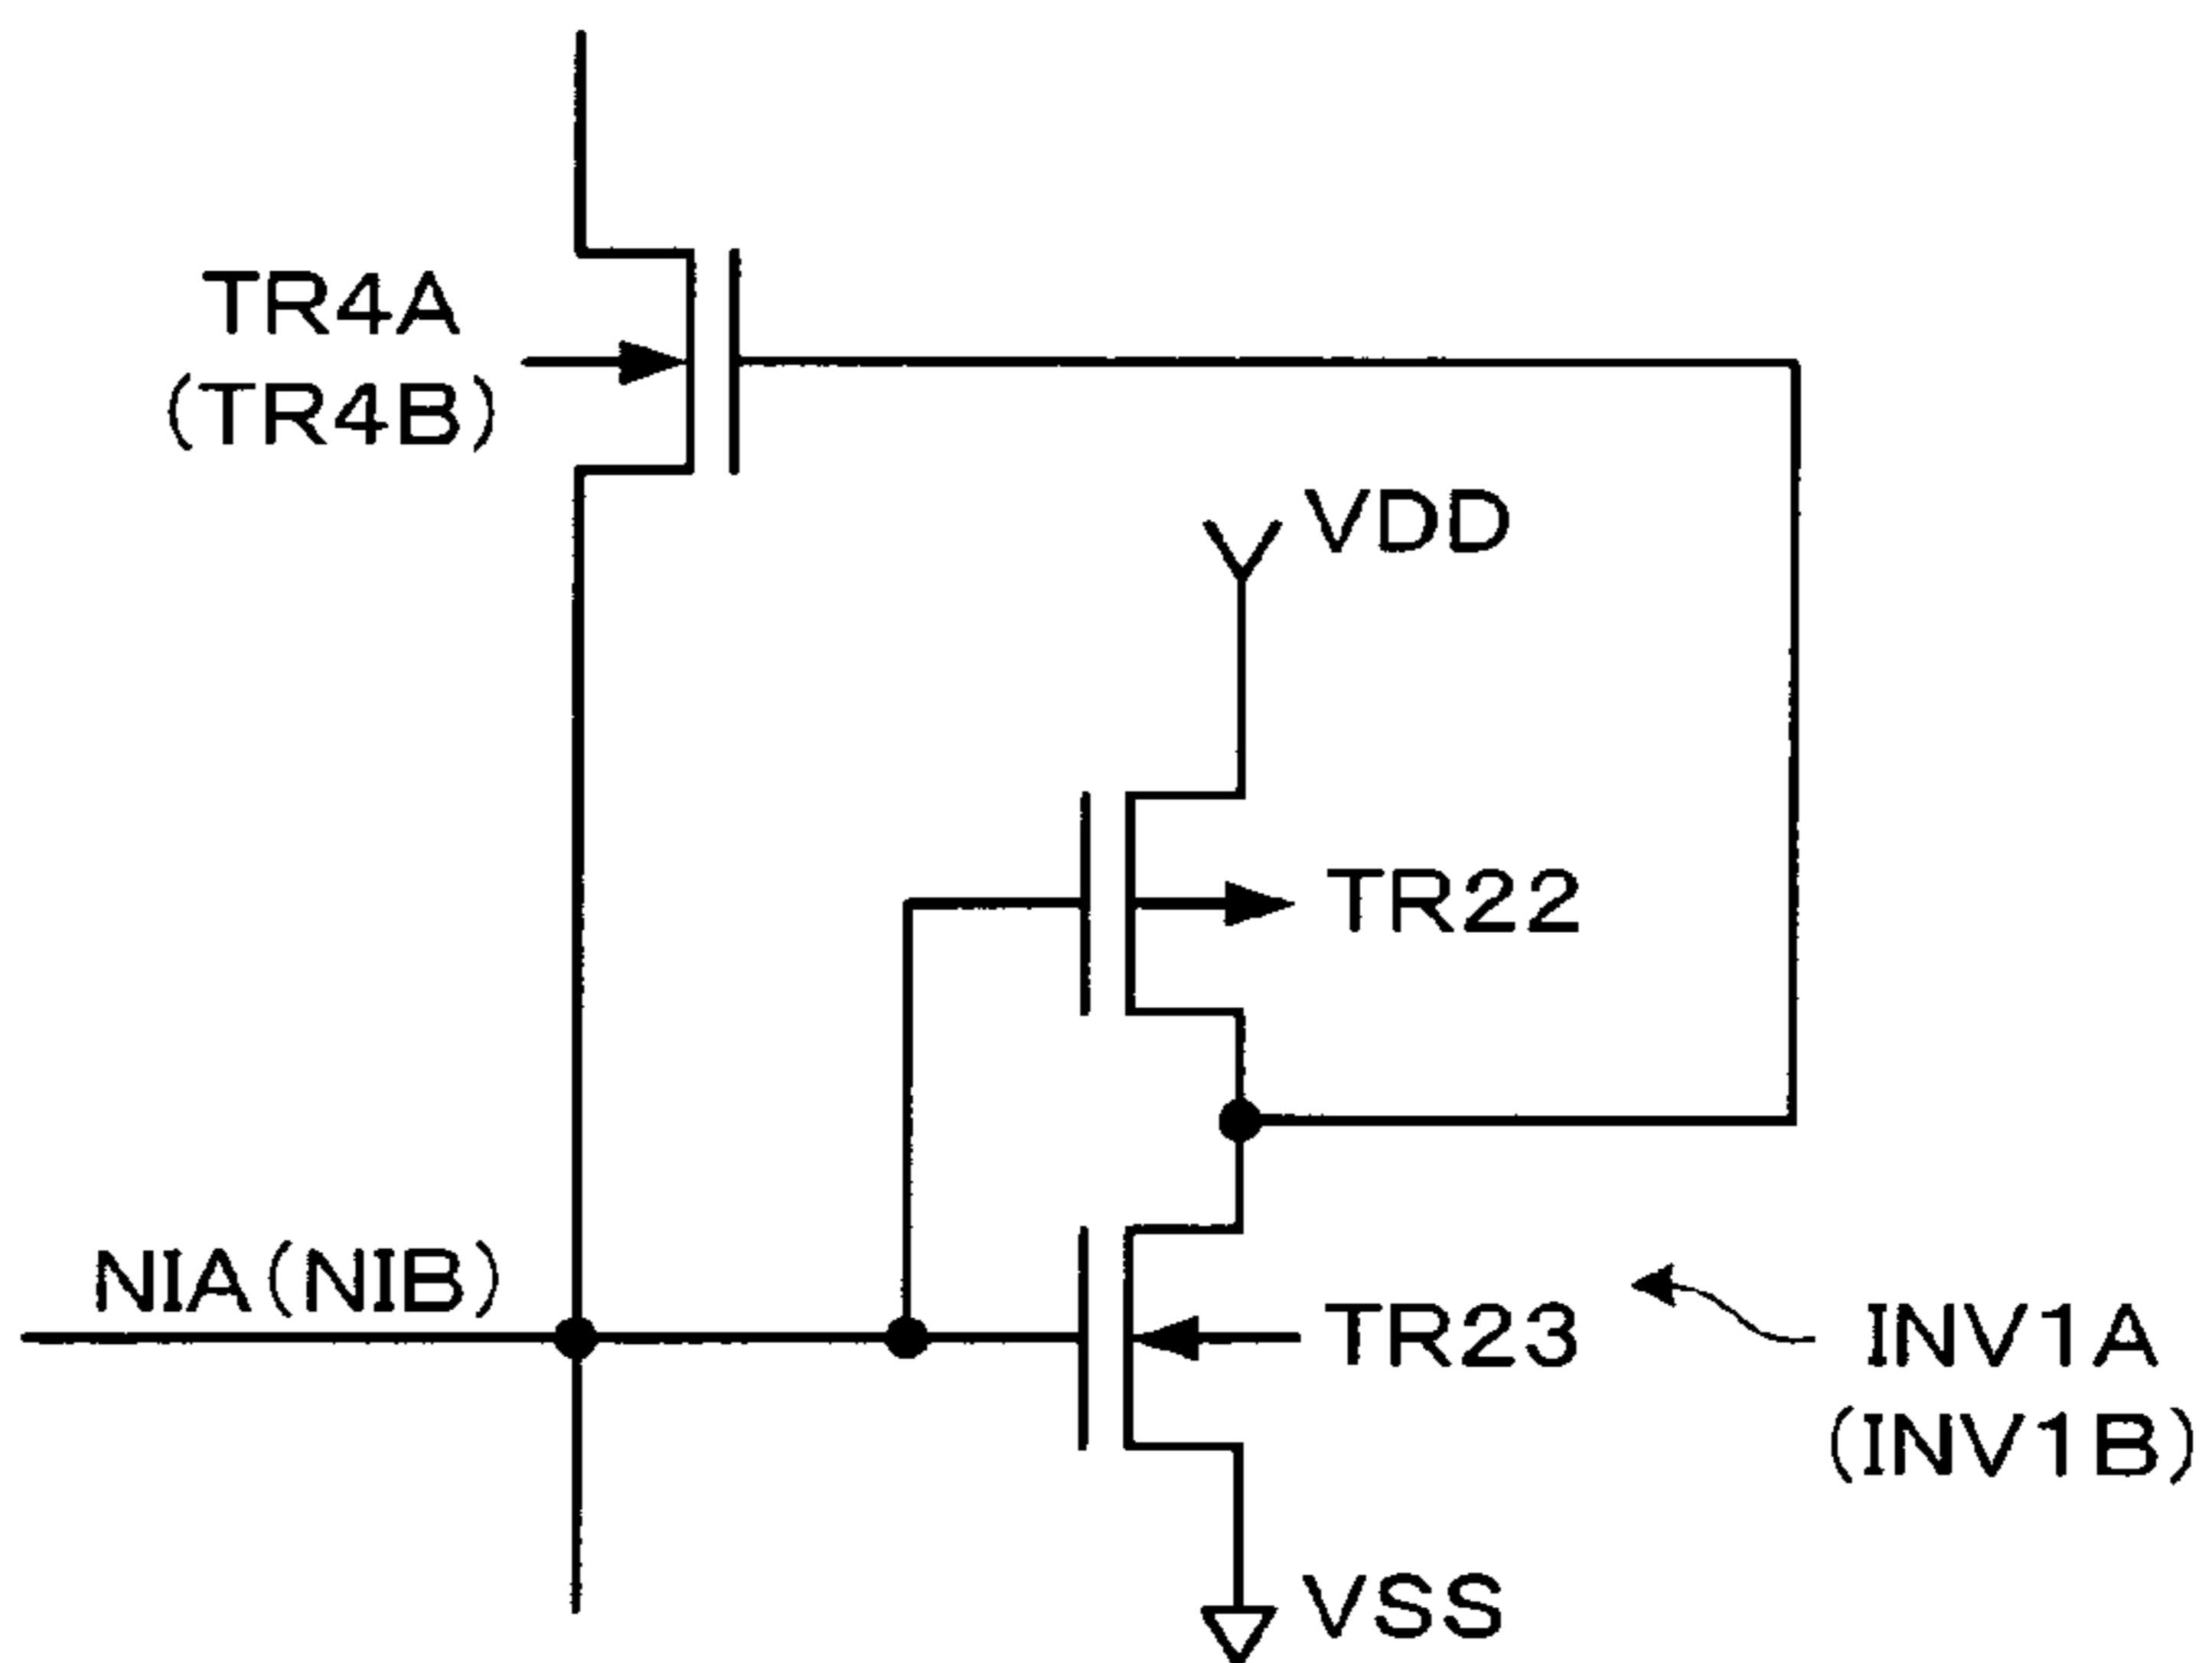 TR4A
(TR4B)
VDD
TR22
NIA(NIB)
TR23
INV1A
(INV1B)
VSS